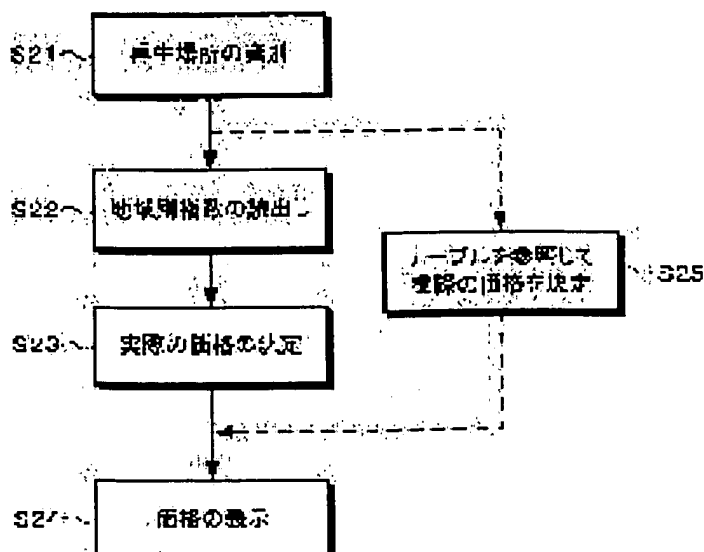 S21
場所の
S22
地域別指数の読出し
S23
実際の価格の決定
テーブルを参照して
実際の価格を決定
S25
S24
価格の表示